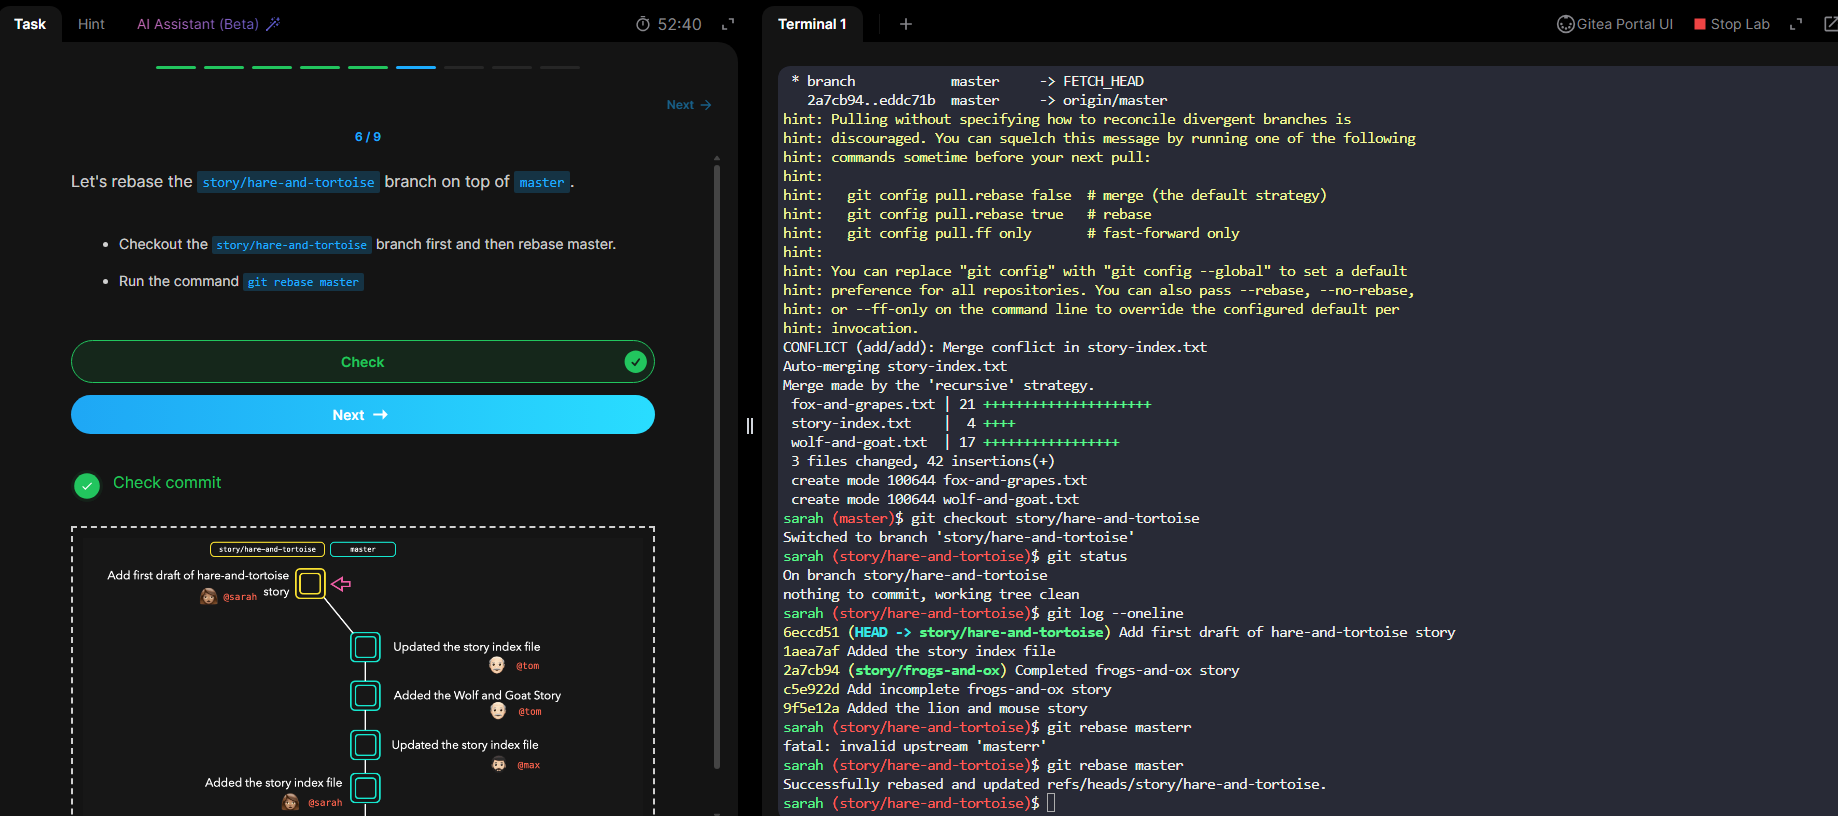 Task
Hint
AI Assistant (Beta)
52:40
Next →
6 / 9
Let's rebase the story/hare-and-tortoise branch on top of master.
• Checkout the story/hare-and-tortoise branch first and then rebase master.
• Run the command git rebase master
Check
Next →
Check commit
story/hare-and-tortoise
master
Add first draft of hare-and-tortoise
story
@sarah
Updated the story index file
@tom
Added the Wolf and Goat Story
@tom
Updated the story index file
@max
Added the story index file
@sarah
Terminal 1
+
Gitea Portal UI
Stop Lab
* branch            master     -> FETCH_HEAD
2a7cb94..eddc71b  master     -> origin/master
hint: Pulling without specifying how to reconcile divergent branches is
hint: discouraged. You can squelch this message by running one of the following
hint: commands sometime before your next pull:
hint:
hint:   git config pull.rebase false  # merge (the default strategy)
hint:   git config pull.rebase true   # rebase
hint:   git config pull.ff only       # fast-forward only
hint:
hint: You can replace "git config" with "git config --global" to set a default
hint: preference for all repositories. You can also pass --rebase, --no-rebase,
hint: or --ff-only on the command line to override the configured default per
hint: invocation.
CONFLICT (add/add): Merge conflict in story-index.txt
Auto-merging story-index.txt
Merge made by the 'recursive' strategy.
fox-and-grapes.txt | 21 +++++++++++++++++++++
story-index.txt    |  4 ++++
wolf-and-goat.txt  | 17 +++++++++++++++++
3 files changed, 42 insertions(+)
create mode 100644 fox-and-grapes.txt
create mode 100644 wolf-and-goat.txt
sarah (master)$ git checkout story/hare-and-tortoise
Switched to branch 'story/hare-and-tortoise'
sarah (story/hare-and-tortoise)$ git status
On branch story/hare-and-tortoise
nothing to commit, working tree clean
sarah (story/hare-and-tortoise)$ git log --oneline
6eccd51 (HEAD -> story/hare-and-tortoise) Add first draft of hare-and-tortoise story
1aea7af Added the story index file
2a7cb94 (story/frogs-and-ox) Completed frogs-and-ox story
c5e922d Add incomplete frogs-and-ox story
9f5e12a Added the lion and mouse story
sarah (story/hare-and-tortoise)$ git rebase masterr
fatal: invalid upstream 'masterr'
sarah (story/hare-and-tortoise)$ git rebase master
Successfully rebased and updated refs/heads/story/hare-and-tortoise.
sarah (story/hare-and-tortoise)$